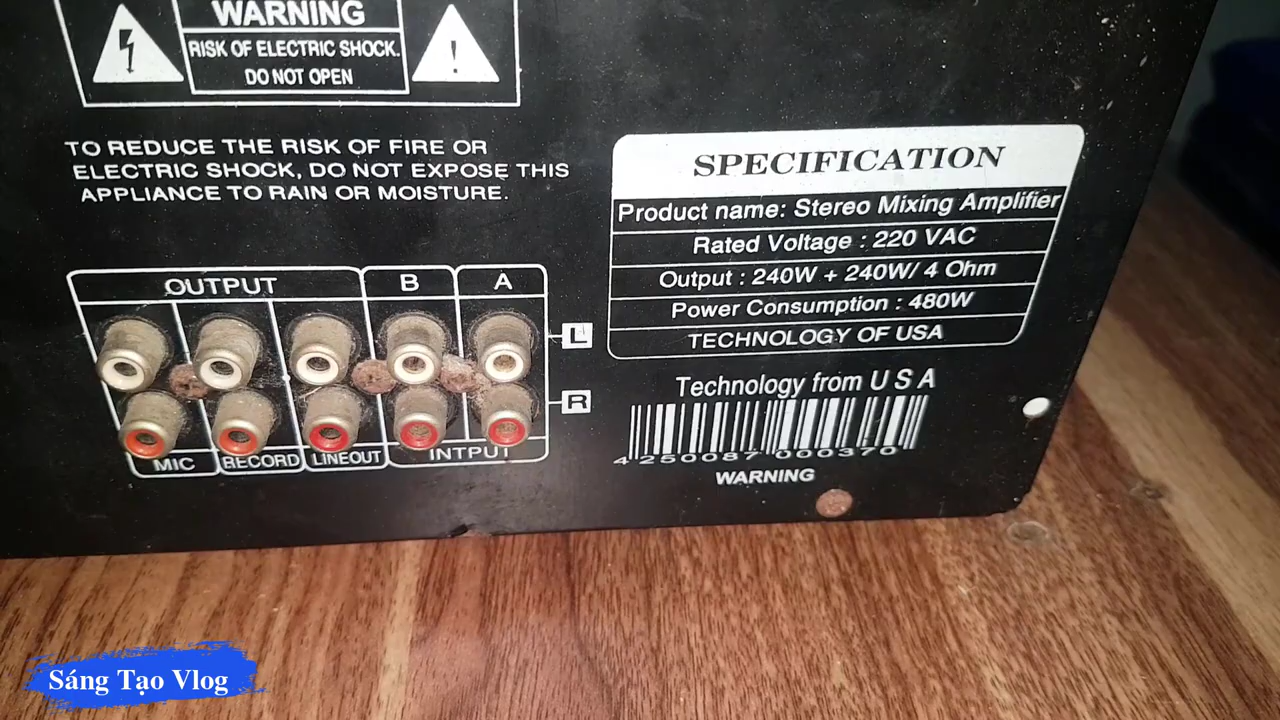 WARNING
RISK OF ELECTRIC SHOCK.
DO NOT OPEN
TO REDUCE THE RISK OF FIRE OR
ELECTRIC SHOCK, DO NOT EXPOSE THIS
APPLIANCE TO RAIN OR MOISTURE.
SPECIFICATION
Product name: Stereo Mixing Amplifier
Rated Voltage : 220 VAC
Output : 240W + 240W/ 4 Ohm
Power Consumption : 480W
TECHNOLOGY OF USA
OUTPUT B A
L
R
MIC RECORD LINEOUT INTPUT
Technology from U S A
4 250087 000370
WARNING
Sáng Tạo Vlog